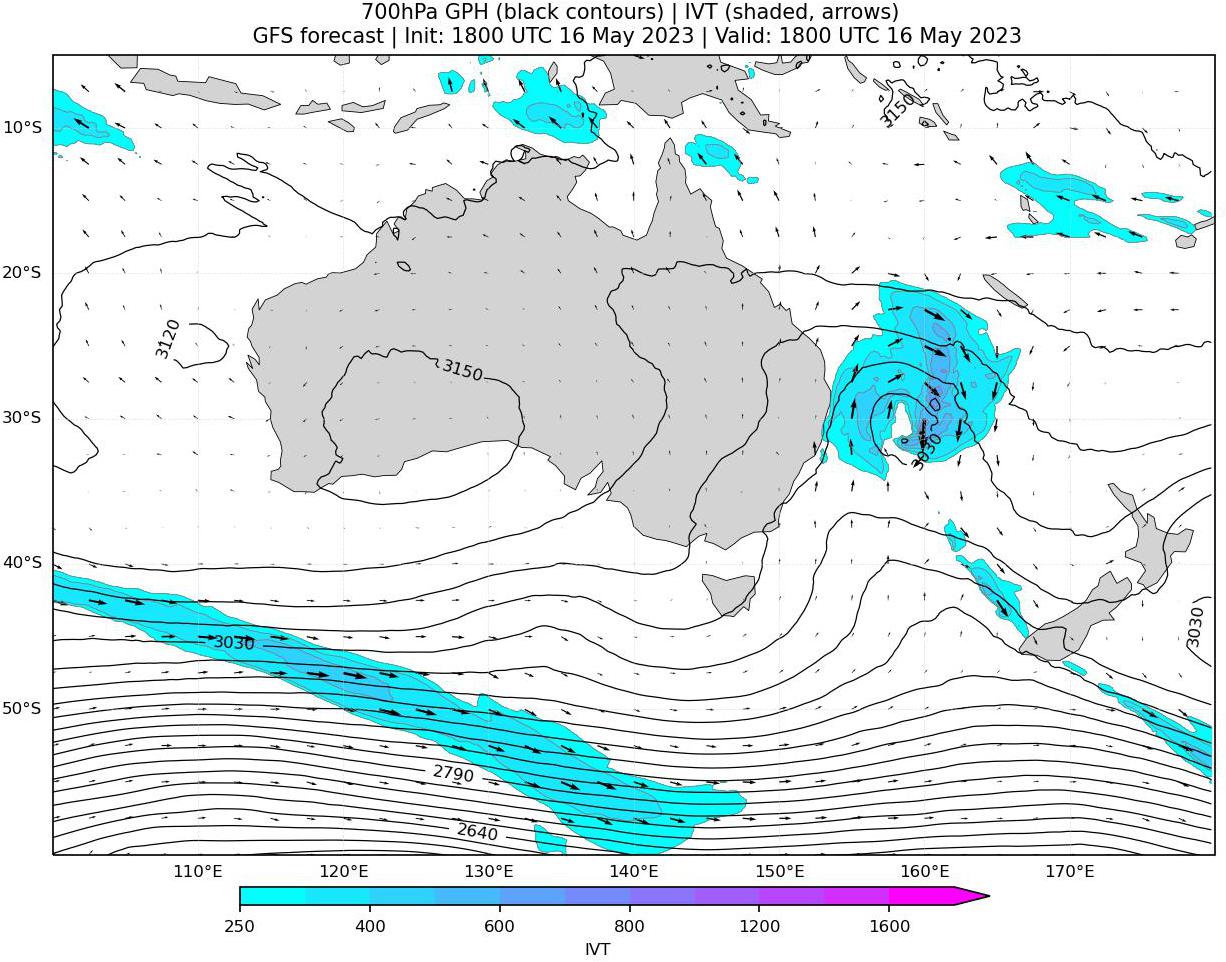 700hPa GPH (black contours) | IVT (shaded, arrows)
GFS forecast | Init: 1800 UTC 16 May 2023 | Valid: 1800 UTC 16 May 2023
3150
10°S
20°S
3120
3150
30°S
3030
40°S
3030
3030
50°S
2790
2640
110°E 120°E 130°E 140°E 150°E 160°E 170°E
250 400 600 800 1200 1600
IVT